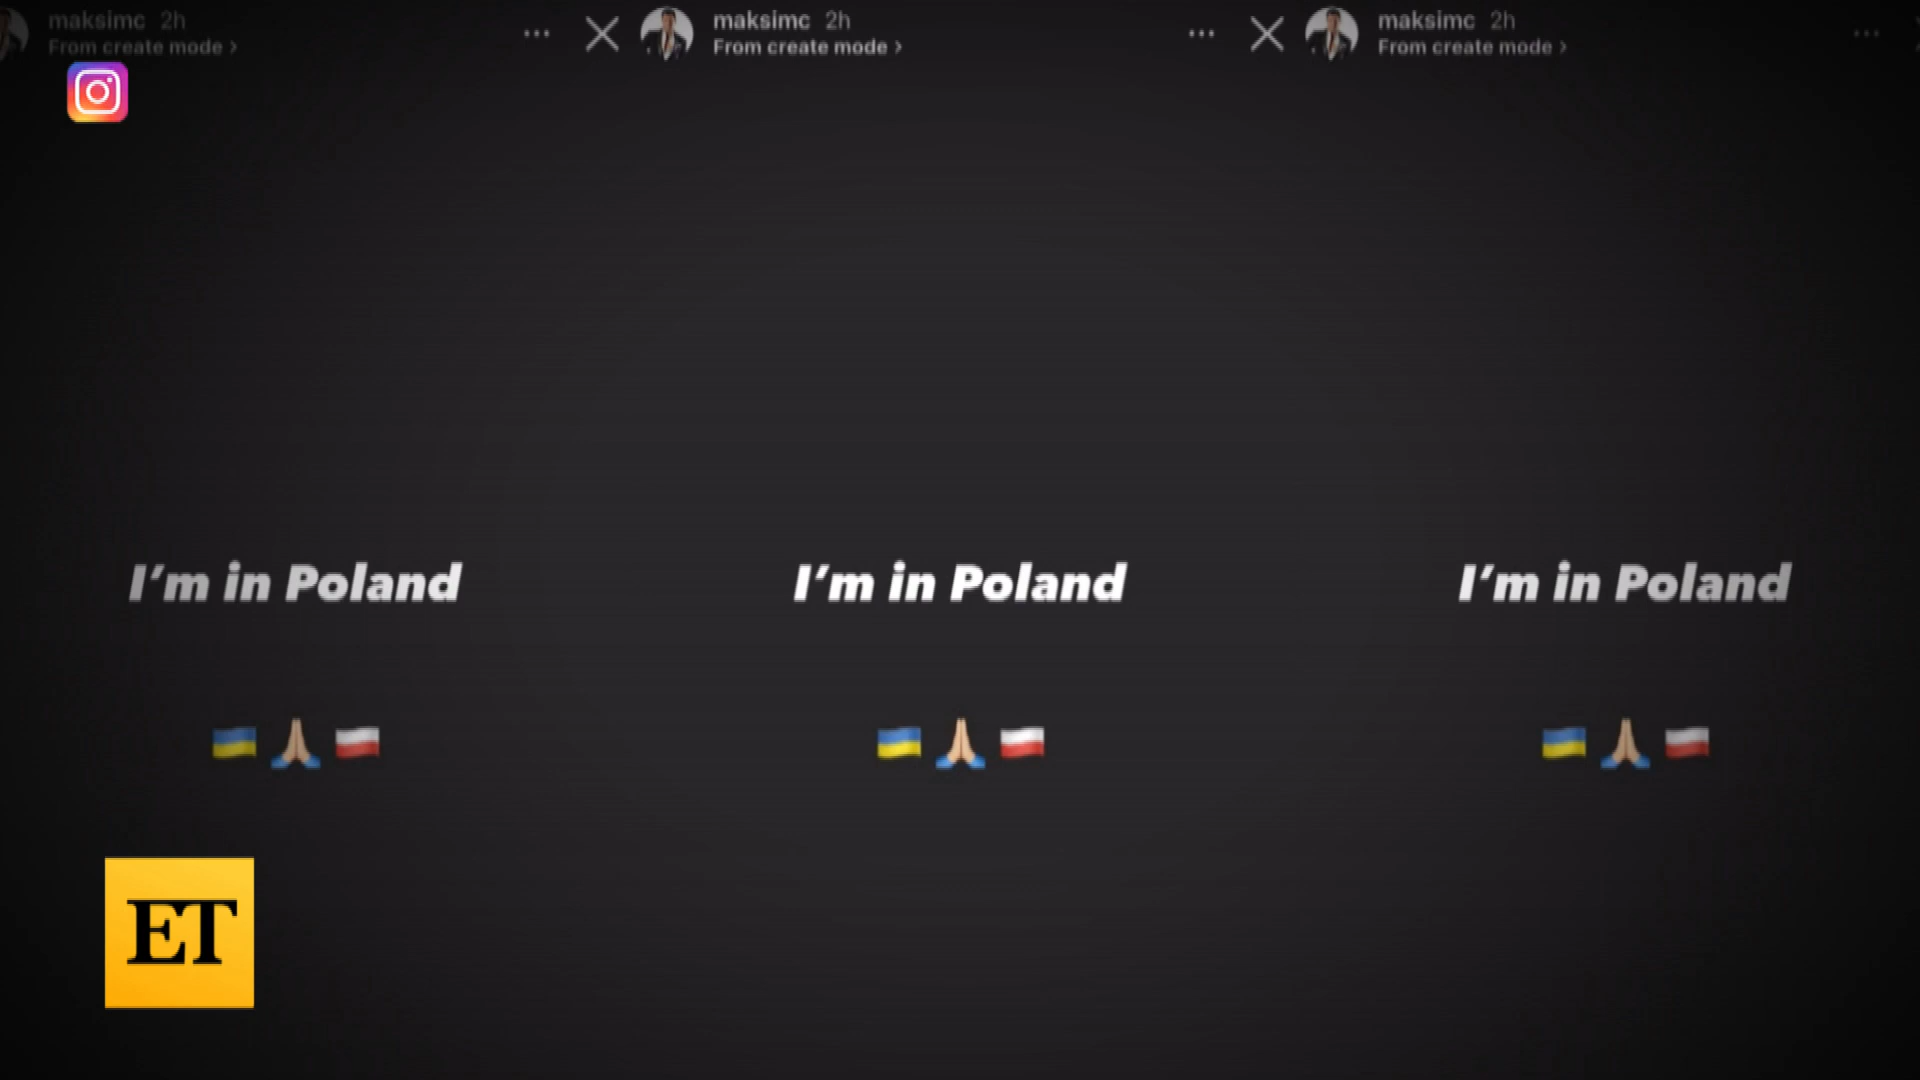 maksimc 2h
From create mode ›
maksimc 2h
From create mode ›
maksimc 2h
From create mode ›
I'm in Poland
I'm in Poland
I'm in Poland
ET